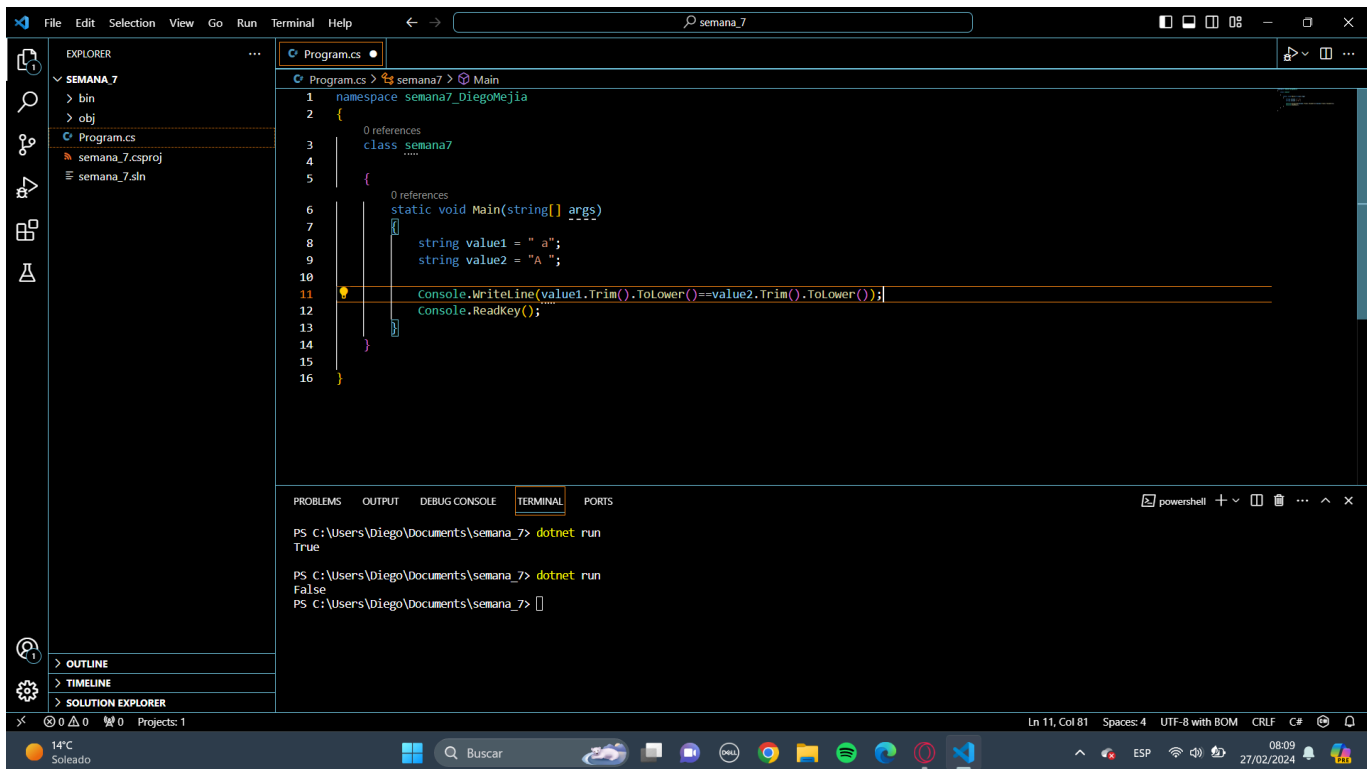 File Edit Selection View Go Run Terminal Help
semana_7
EXPLORER
SEMANA_7
bin
obj
Program.cs
semana_7.csproj
semana_7.sln
OUTLINE
TIMELINE
SOLUTION EXPLORER
Program.cs
Program.cs > semana7 > Main
1 namespace semana7_DiegoMejia
2 {
0 references
3 class semana7
4
5 {
0 references
6 static void Main(string[] args)
7 {
8 string value1 = " a";
9 string value2 = "A ";
10
11 Console.WriteLine(value1.Trim().ToLower()==value2.Trim().ToLower());
12 Console.ReadKey();
13 }
14 }
15
16 }
PROBLEMS OUTPUT DEBUG CONSOLE TERMINAL PORTS
powershell
PS C:\Users\Diego\Documents\semana_7> dotnet run
True
PS C:\Users\Diego\Documents\semana_7> dotnet run
False
PS C:\Users\Diego\Documents\semana_7>
0 0 0 Projects: 1
Ln 11, Col 81 Spaces: 4 UTF-8 with BOM CRLF C#
14°C
Soleado
Buscar
DELL
ESP
08:09
27/02/2024
PRE